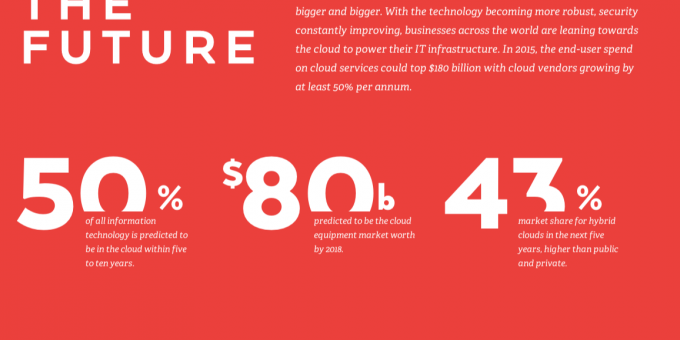 THE
FUTURE
bigger and bigger. With the technology becoming more robust, security
constantly improving, businesses across the world are leaning towards
the cloud to power their IT infrastructure. In 2015, the end-user spend
on cloud services could top $180 billion with cloud vendors growing by
at least 50% per annum.
50%
of all information
technology is predicted to
be in the cloud within five
to ten years.
$80b
predicted to be the cloud
equipment market worth
by 2018.
43%
market share for hybrid
clouds in the next five
years, higher than public
and private.